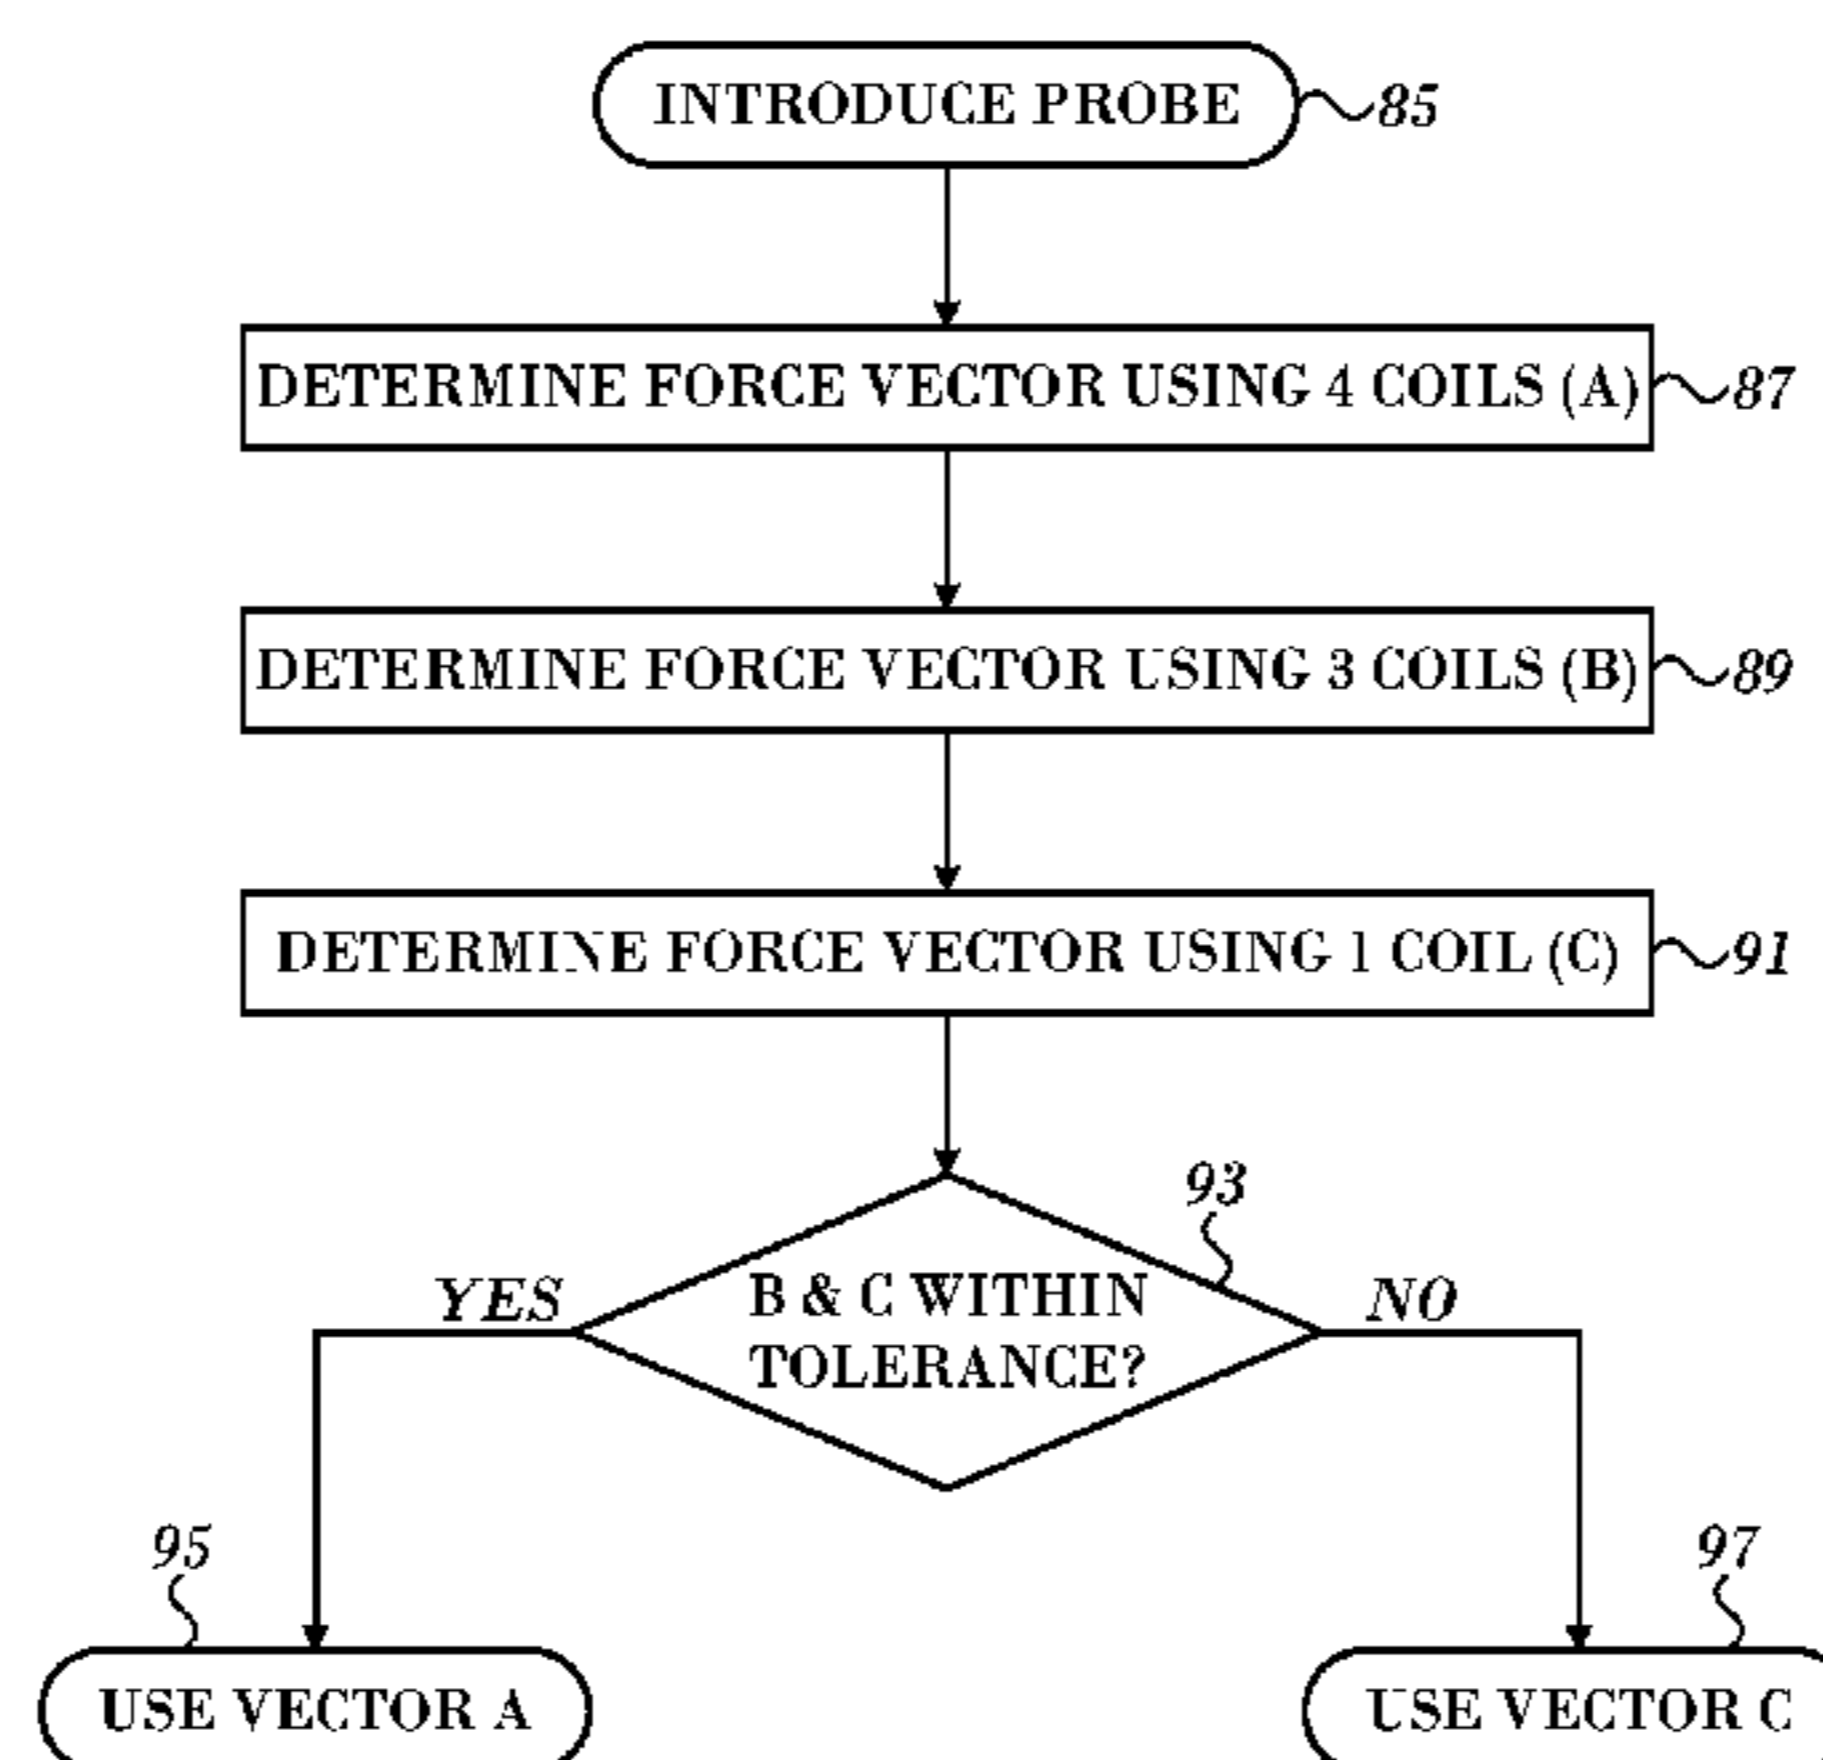 INTRODUCE PROBE 85
DETERMINE FORCE VECTOR USING 4 COILS (A) 87
DETERMINE FORCE VECTOR USING 3 COILS (B) 89
DETERMINE FORCE VECTOR USING 1 COIL (C) 91
93
YES
B & C WITHIN
TOLERANCE?
NO
95
USE VECTOR A
97
USE VECTOR C